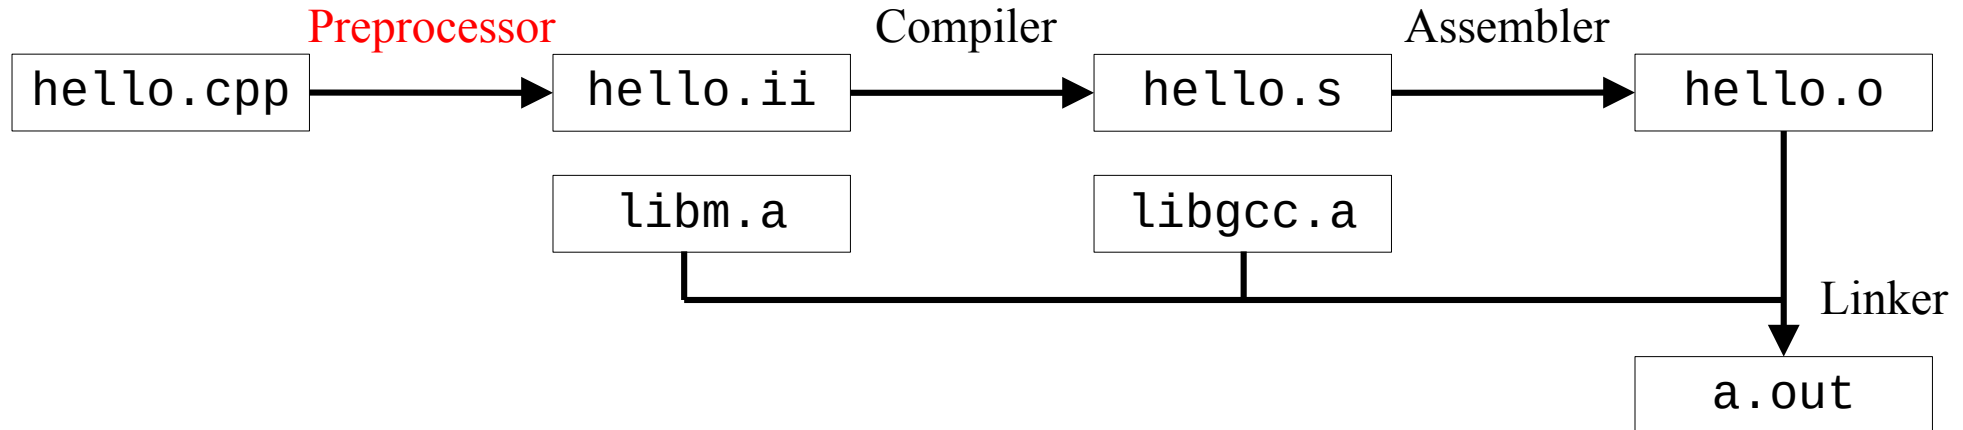 Preprocessor
Compiler
Assembler
hello.cpp
hello.ii
hello.s
hello.o
libm.a
libgcc.a
Linker
a.out